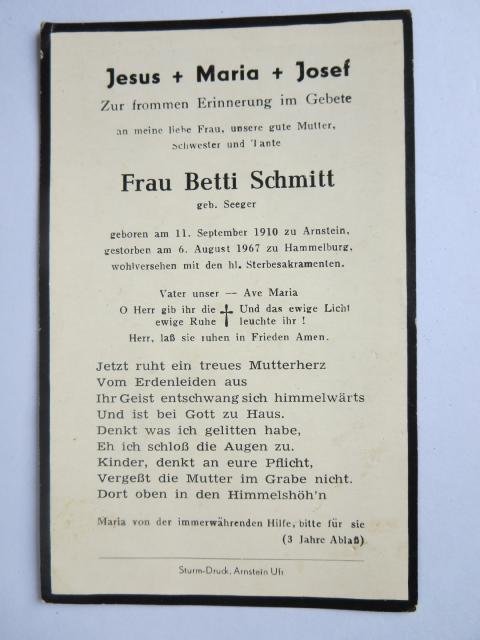 Jesus + Maria + Josef
Zur frommen Erinnerung im Gebete
an meine liebe Frau, unsere gute Mutter,
Schwester und Tante
Frau Betti Schmitt
geb. Seeger
geboren am 11. September 1910 zu Arnstein,
gestorben am 6. August 1967 zu Hammelburg,
wohlversehen mit den hl. Sterbesakramenten.
Vater unser — Ave Maria
O Herr gib ihr die † Und das ewige Licht
ewige Ruhe leuchte ihr !
Herr, laß sie ruhen in Frieden Amen.
Jetzt ruht ein treues Mutterherz
Vom Erdenleiden aus
Ihr Geist entschwang sich himmelwärts
Und ist bei Gott zu Haus.
Denkt was ich gelitten habe,
Eh ich schloß die Augen zu.
Kinder, denkt an eure Pflicht,
Vergeßt die Mutter im Grabe nicht.
Dort oben in den Himmelshöh'n
Maria von der immerwährenden Hilfe, bitte für sie
(3 Jahre Ablaß)
Sturm-Druck, Arnstein Ufr